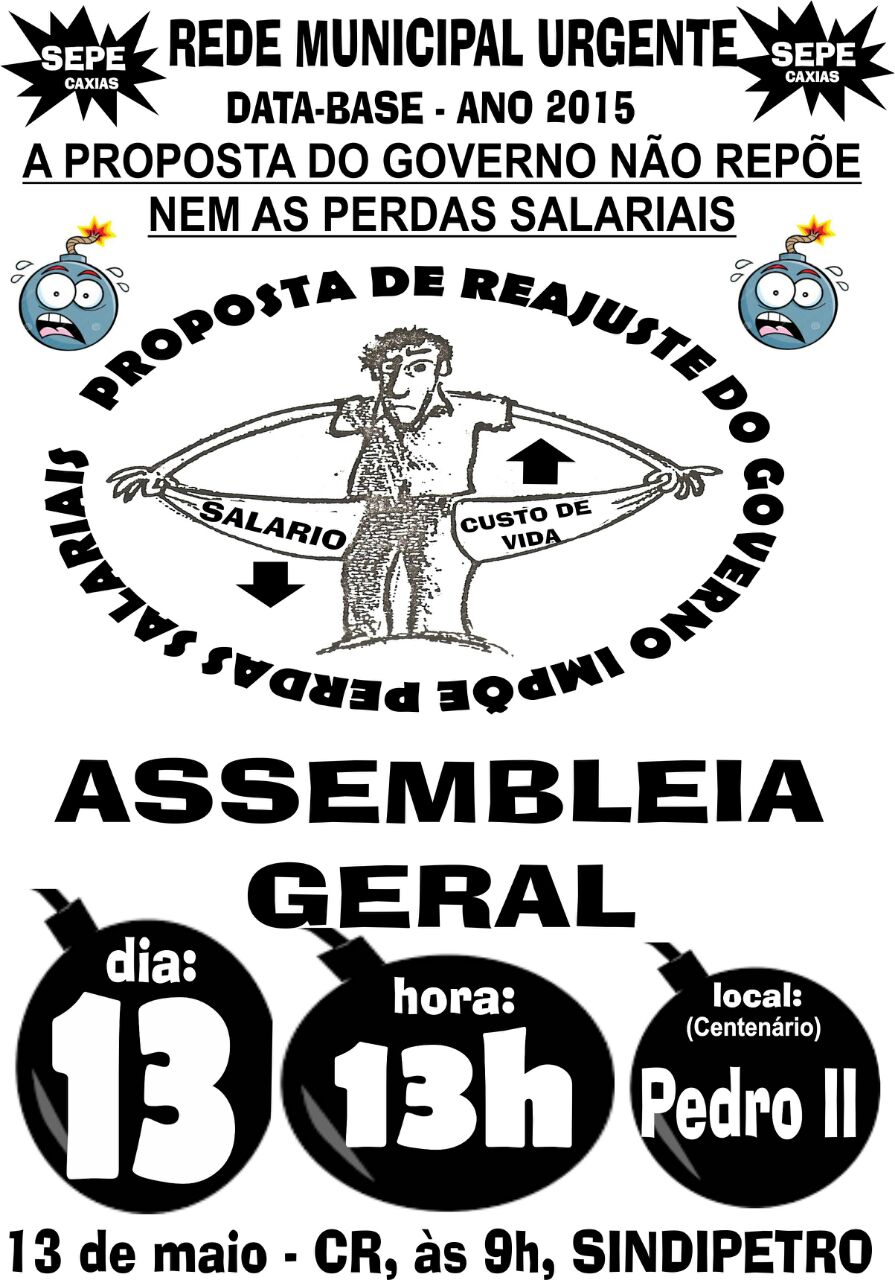 SEPE
CAXIAS
REDE MUNICIPAL URGENTE
SEPE
CAXIAS
DATA-BASE - ANO 2015
A PROPOSTA DO GOVERNO NÃO REPÕE
NEM AS PERDAS SALARIAIS
PROPOSTA DE REAJUSTE DO GOVERNO IMPÕE PERDAS SALARIAIS
SALARIO
CUSTO DE
VIDA
ASSEMBLEIA
GERAL
dia:
13
hora:
13h
local:
(Centenário)
Pedro II
13 de maio - CR, às 9h, SINDIPETRO